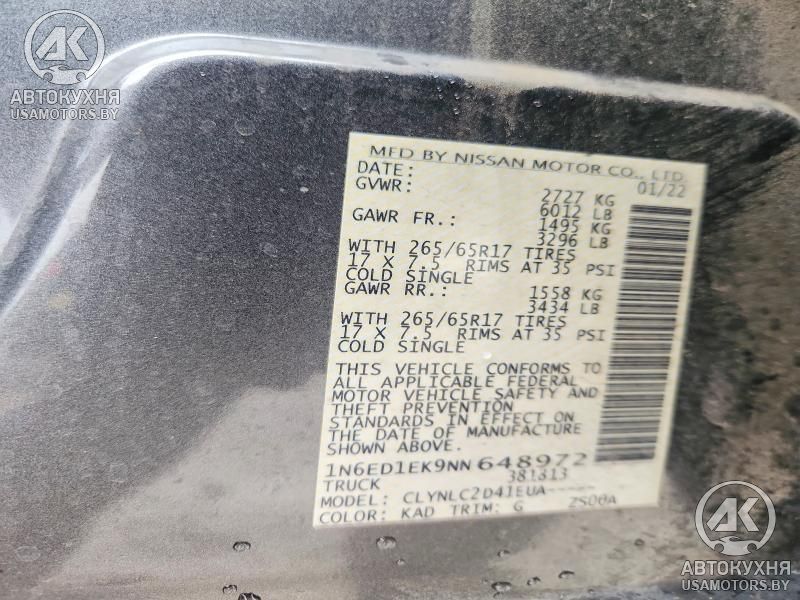 AK
АВТОКУХНЯ
USAMOTORS.BY
MFD BY NISSAN MOTOR CO., LTD
DATE: 01/22
GVWR: 2727 KG
6012 LB
GAWR FR.: 1495 KG
3296 LB
WITH 265/65R17 TIRES
17 X 7.5 RIMS AT 35 PSI
COLD SINGLE
GAWR RR.: 1558 KG
3434 LB
WITH 265/65R17 TIRES
17 X 7.5 RIMS AT 35 PSI
COLD SINGLE
THIS VEHICLE CONFORMS TO
ALL APPLICABLE FEDERAL
MOTOR VEHICLE SAFETY AND
THEFT PREVENTION
STANDARDS IN EFFECT ON
THE DATE OF MANUFACTURE
SHOWN ABOVE.
1N6ED1EK9NN648972
TRUCK 381813
MODEL: CLYNLC2D41EUA-----
COLOR: KAD TRIM: G ZS00A
AK
АВТОКУХНЯ
USAMOTORS.BY